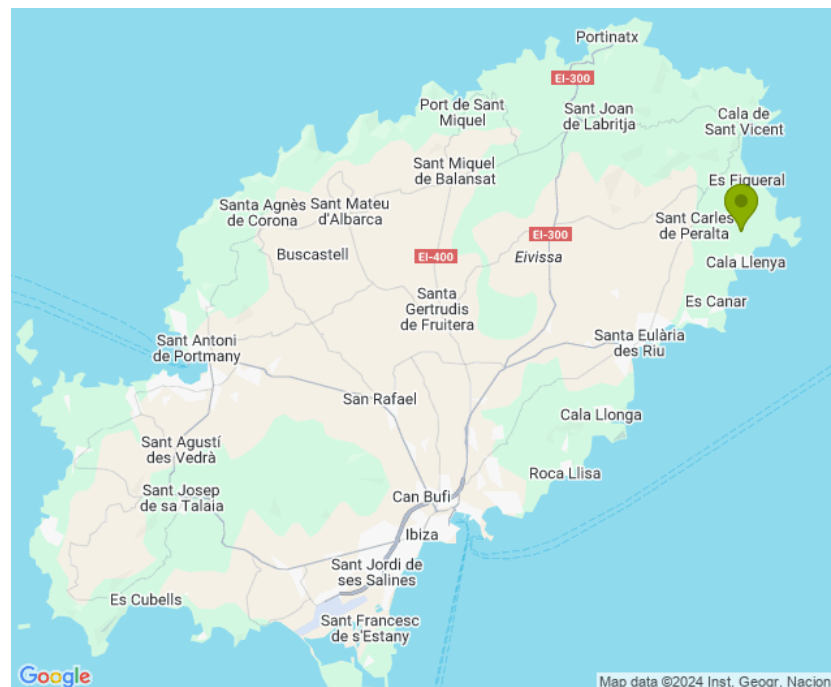 Portinatx
EI-300
Port de Sant
Miquel
Sant Joan
de Labritja
Cala de
Sant Vicent
Sant Miquel
de Balansat
Es Figueral
Santa Agnès
de Corona
Sant Mateu
d'Albarca
Sant Carles
de Peralta
EI-300
Buscastell
EI-400
Eivissa
Cala Llenya
Santa
Gertrudis
de Fruitera
Es Canar
Sant Antoni
de Portmany
Santa Eulària
des Riu
San Rafael
Cala Llonga
Sant Agustí
des Vedrà
Roca Llisa
Sant Josep
de sa Talaia
Can Bufi
Ibiza
Sant Jordi de
ses Salines
Es Cubells
Sant Francesc
de s'Estany
Google
Map data ©2024 Inst. Geogr. Nacion